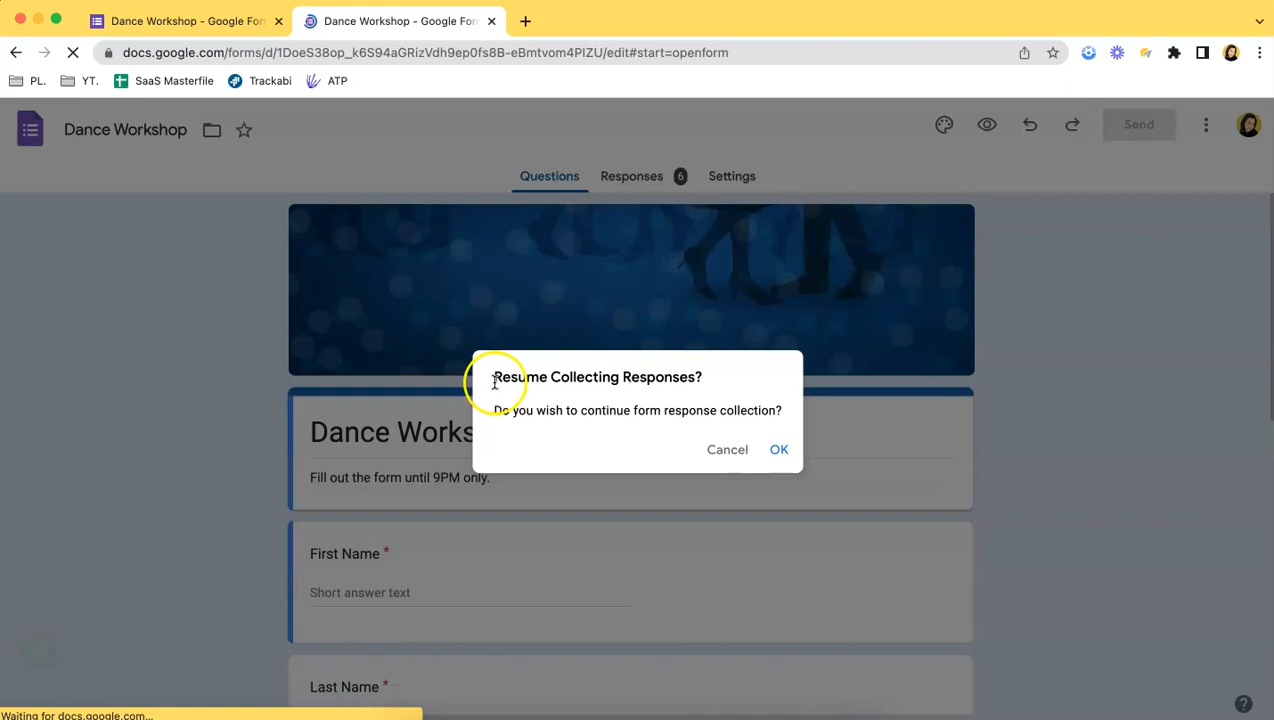 Dance Workshop - Google For
Dance Workshop - Google For
docs.google.com/forms/d/1DoeS38op_k6S94aGRizVdh9ep0fs8B-eBmtvom4PlZU/edit#start=openform
PL.
YT.
SaaS Masterfile
Trackabi
ATP
Dance Workshop
Send
Questions
Responses 6
Settings
Resume Collecting Responses?
Do you wish to continue form response collection?
Cancel
OK
Dance Works
Fill out the form until 9PM only.
First Name *
Short answer text
Last Name *
Waiting for docs.google.com...